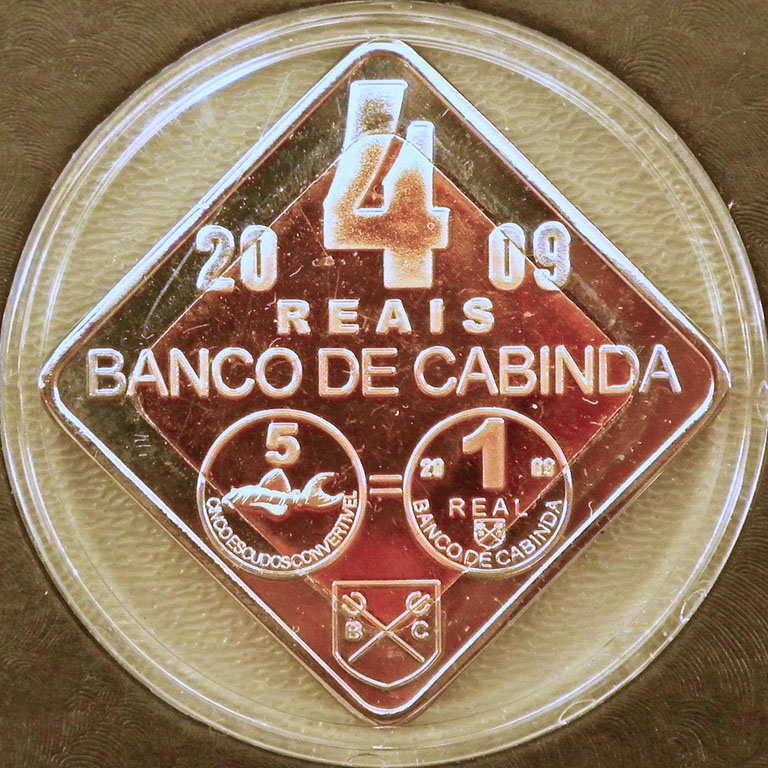 4
20 09
REAIS
BANCO DE CABINDA
5
CINCO ESCUDOS CONVERTIVEL
=
1
20 09
REAL
BANCO DE CABINDA
B C